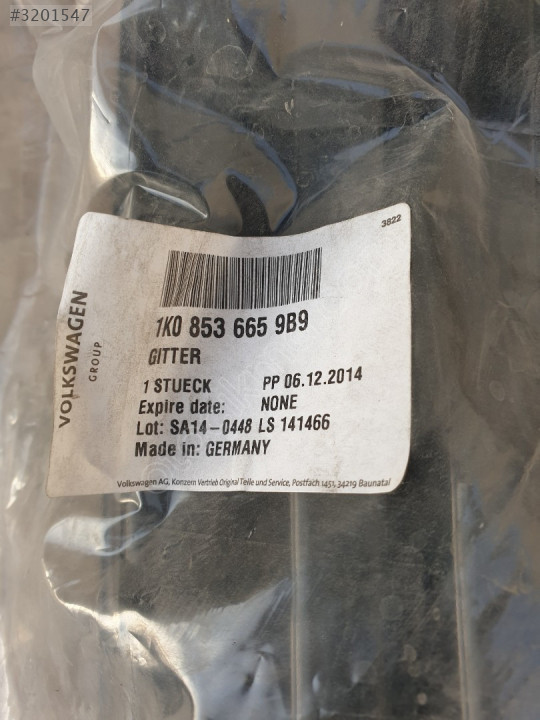 #3201547
3822
VOLKSWAGEN
GROUP
1K0 853 665 9B9
GITTER
1 STUECK PP 06.12.2014
Expire date: NONE
Lot: SA14-0448 LS 141466
Made in: GERMANY
Volkswagen AG, Konzern Vertrieb Original Teile und Service, Postfach 1451, 34219 Baunatal